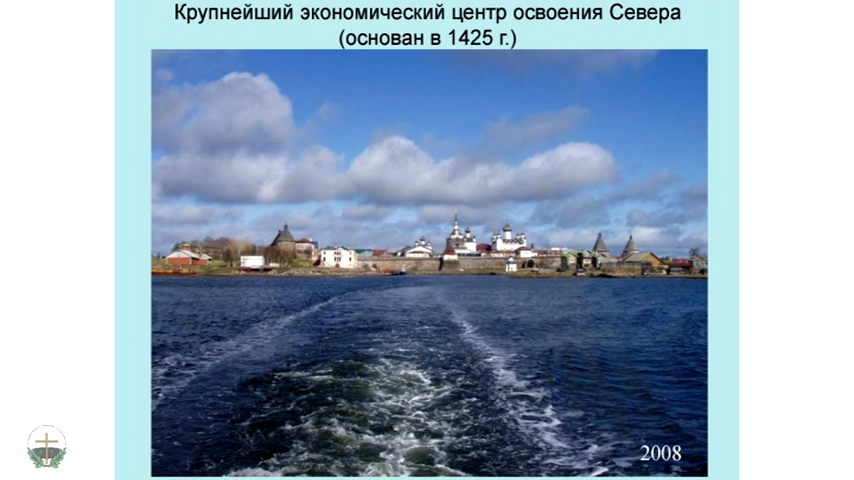 Крупнейший экономический центр освоения Севера
(основан в 1425 г.)
2008